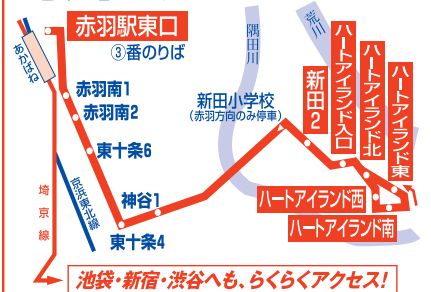 赤羽駅東口
③番のりば
あかばね
赤羽南1
赤羽南2
東十条6
京浜東北線
埼京線
東十条4
神谷1
新田小学校
(赤羽方向のみ停車)
隅田川
荒川
新田2
ハートアイランド入口
ハートアイランド北
ハートアイランド東
ハートアイランド西
ハートアイランド南
池袋・新宿・渋谷へも、らくらくアクセス!